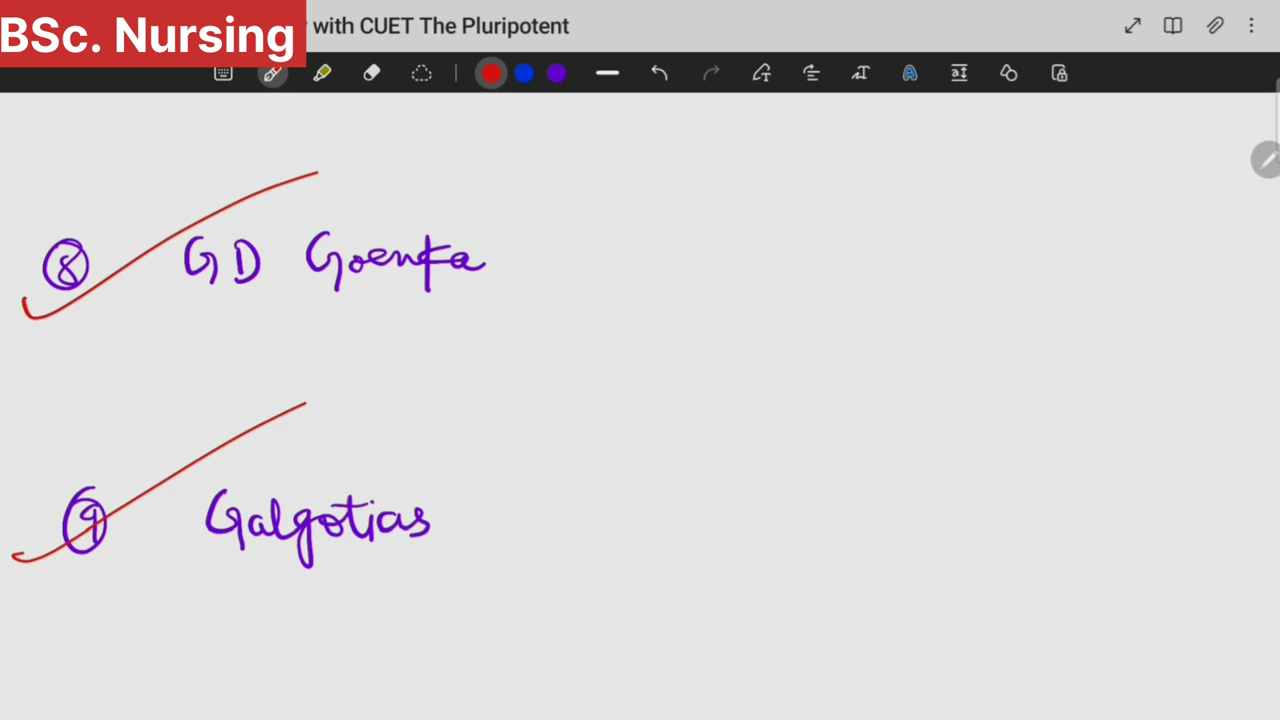 BSc. Nursing
with CUET The Pluripotent
8 GD Goenka
9 Galgotias